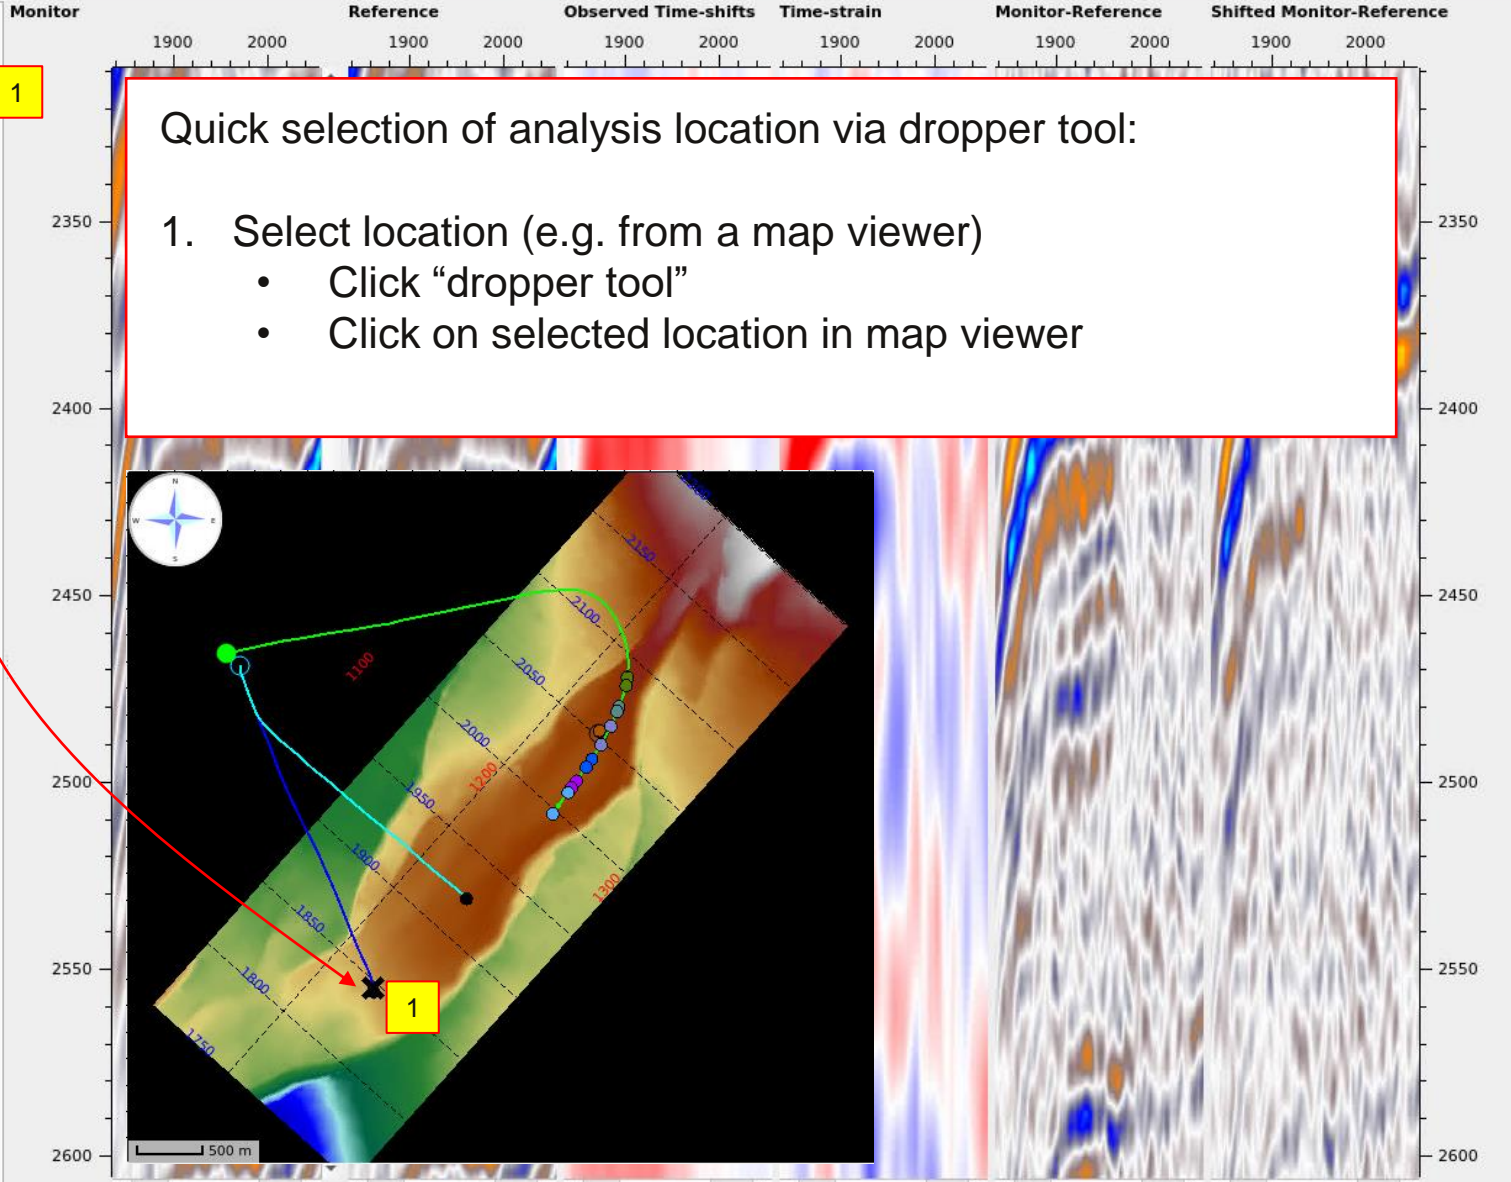 Monitor Reference Observed Time-shifts Time-strain Monitor-Reference Shifted Monitor-Reference
1900 2000 1900 2000 1900 2000 1900 2000 1900 2000 1900 2000
1
Quick selection of analysis location via dropper tool:
1. Select location (e.g. from a map viewer)
• Click “dropper tool”
• Click on selected location in map viewer
2350 2350
2400 2400
2450 2450
2500 2500
2550 2550
2600 2600
N
W E
S
2150
2100
1100
2050
2000
1200
1950
1900
1300
1850
1800
1750
1
500 m